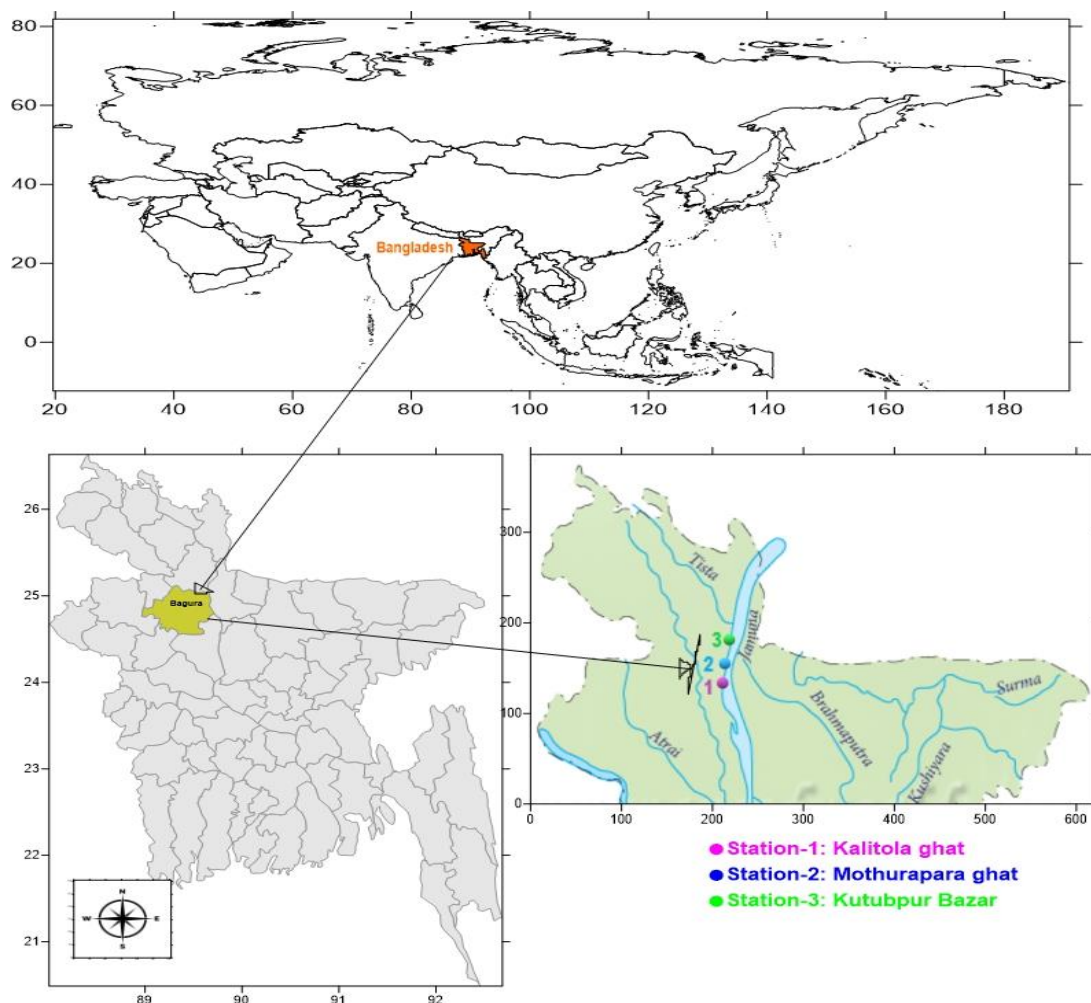 80
60
40
20
0
Bangladesh
20
40
60
80
100
120
140
160
180
26
25
24
23
22
21
Bagura
N
W
E
S
89
90
91
92
300
200
100
0
Tista
Jamuna
3
2
1
Atrai
Brahmaputra
Surma
Kushiyara
0
100
200
300
400
500
600
Station-1: Kalitola ghat
Station-2: Mothurapara ghat
Station-3: Kutubpur Bazar